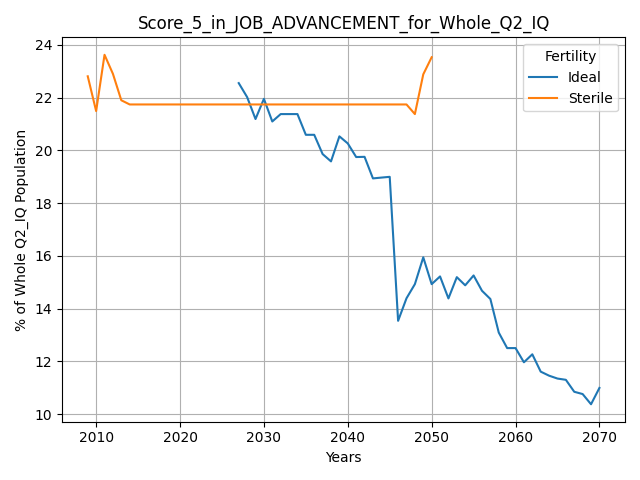 Score_5_in_JOB_ADVANCEMENT_for_Whole_Q2_IQ
% of Whole Q2_IQ Population
24
22
20
18
16
14
12
10
Fertility
Ideal
Sterile
2010 2020 2030 2040 2050 2060 2070
Years